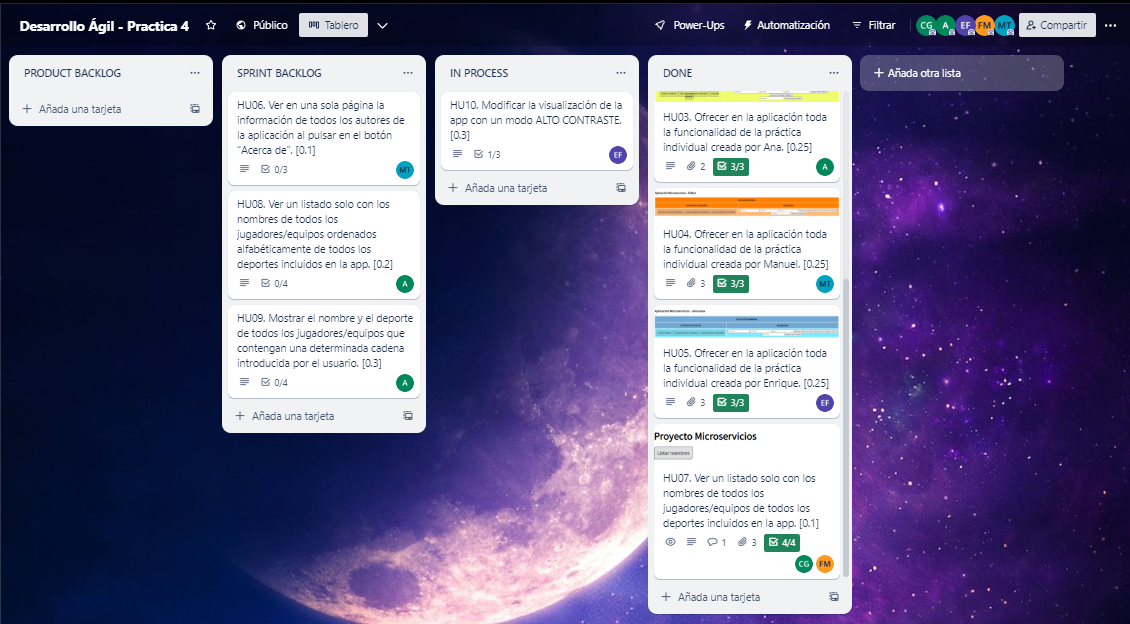 Desarrollo Ágil - Practica 4
Público
Tablero
Power-Ups
Automatización
Filtrar
CG
A
EF
FM
MT
Compartir
PRODUCT BACKLOG
Añada una tarjeta
SPRINT BACKLOG
HU06. Ver en una sola página la
información de todos los autores de
la aplicación al pulsar en el botón
"Acerca de". [0.1]
0/3
MT
HU08. Ver un listado solo con los
nombres de todos los
jugadores/equipos ordenados
alfabéticamente de todos los
deportes incluidos en la app. [0.2]
0/4
A
HU09. Mostrar el nombre y el deporte
de todos los jugadores/equipos que
contengan una determinada cadena
introducida por el usuario. [0.3]
0/4
A
Añada una tarjeta
IN PROCESS
HU10. Modificar la visualización de la
app con un modo ALTO CONTRASTE.
[0.3]
1/3
EF
Añada una tarjeta
DONE
HU03. Ofrecer en la aplicación toda
la funcionalidad de la práctica
individual creada por Ana. [0.25]
2
3/3
A
HU04. Ofrecer en la aplicación toda
la funcionalidad de la práctica
individual creada por Manuel. [0.25]
3
3/3
MT
HU05. Ofrecer en la aplicación toda
la funcionalidad de la práctica
individual creada por Enrique. [0.25]
3
3/3
EF
Proyecto Microservicios
Listar nombres
HU07. Ver un listado solo con los
nombres de todos los
jugadores/equipos de todos los
deportes incluidos en la app. [0.1]
1
3
4/4
CG
FM
Añada una tarjeta
Añada otra lista